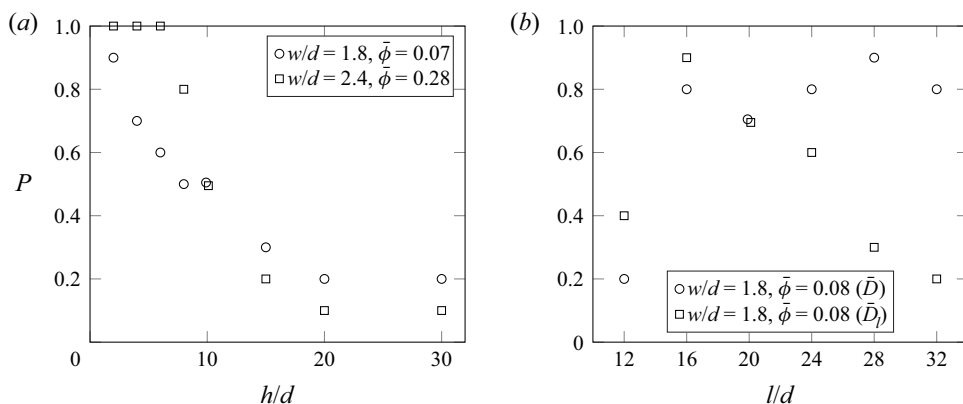 (a)
1.0
0.8
0.6
0.4
0.2
0
10
20
30
P
h/d
w/d = 1.8, ϕ̄ = 0.07
w/d = 2.4, ϕ̄ = 0.28
(b)
1.0
0.8
0.6
0.4
0.2
0
12
16
20
24
28
32
l/d
w/d = 1.8, ϕ̄ = 0.08 (D̄)
w/d = 1.8, ϕ̄ = 0.08 (D̄_l)